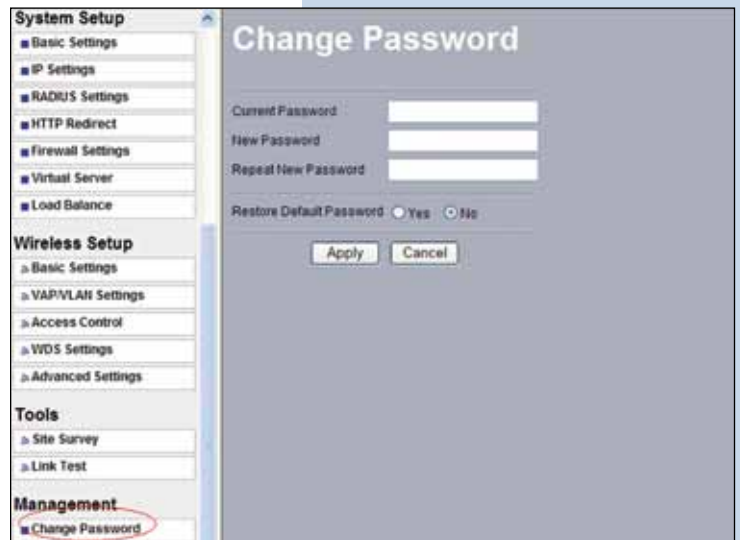 System Setup
Basic Settings
IP Settings
RADIUS Settings
HTTP Redirect
Firewall Settings
Virtual Server
Load Balance
Wireless Setup
Basic Settings
VAP/VLAN Settings
Access Control
WDS Settings
Advanced Settings
Tools
Site Survey
Link Test
Management
Change Password
Change Password
Current Password
New Password
Repeat New Password
Restore Default Password Yes No
Apply Cancel